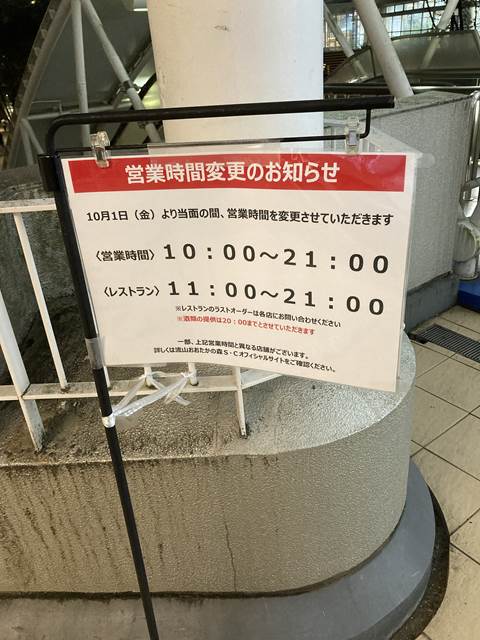 営業時間変更のお知らせ
10月1日（金）より当面の間、営業時間を変更させていただきます
〈営業時間〉 10：00～21：00
〈レストラン〉 11：00～21：00
※レストランのラストオーダーは各店にお問い合わせください
※酒類の提供は20：00までとさせていただきます
一部、上記営業時間と異なる店舗がございます。
詳しくは流山おおたかの森S・Cオフィシャルサイトをご確認ください。